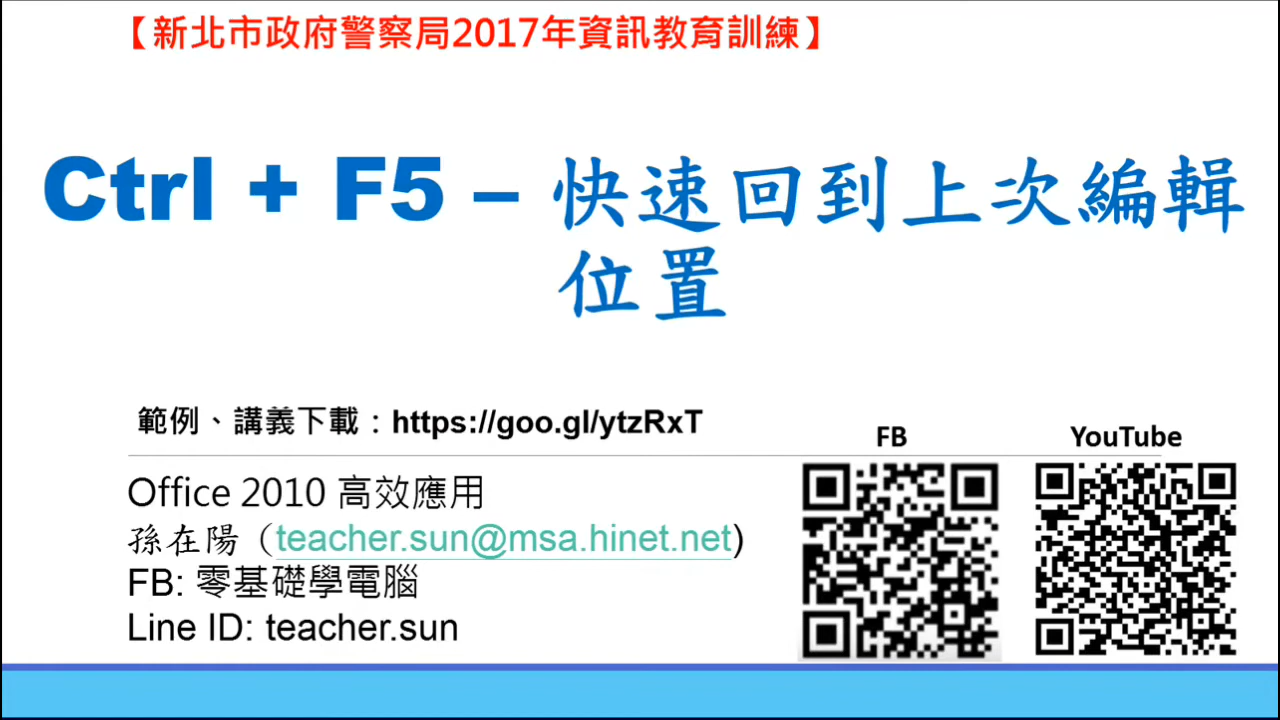 【新北市政府警察局2017年資訊教育訓練】
Ctrl + F5 – 快速回到上次編輯
位置
範例、講義下載：https://goo.gl/ytzRxT
FB
YouTube
Office 2010 高效應用
孫在陽（teacher.sun@msa.hinet.net)
FB: 零基礎學電腦
Line ID: teacher.sun